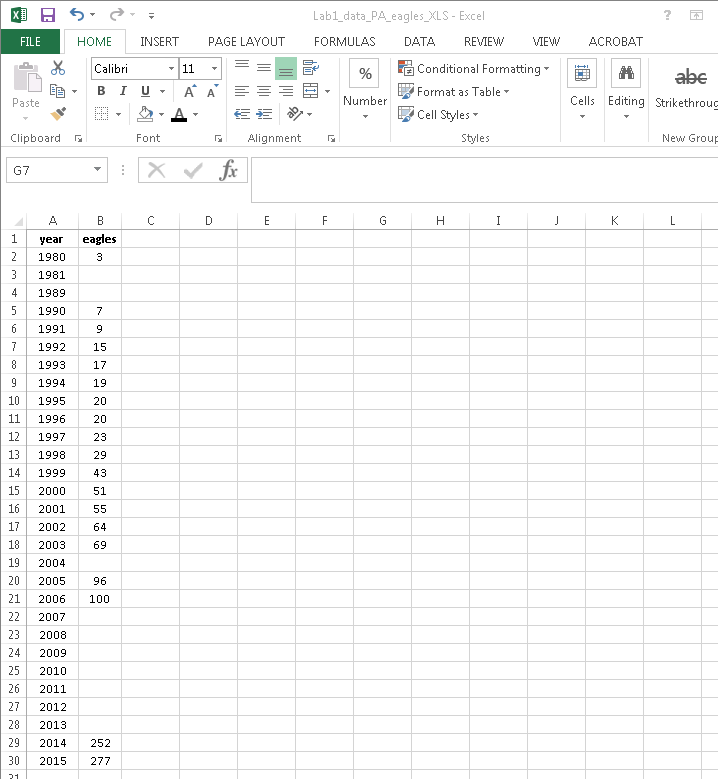 Lab1_data_PA_eagles_XLS - Excel ?
FILE HOME INSERT PAGE LAYOUT FORMULAS DATA REVIEW VIEW ACROBAT
Calibri 11 % abc
Paste B I U A A A Number Conditional Formatting Format as Table Cell Styles Cells Editing Strikethroug
Clipboard Font Alignment Styles New Group
G7 fx
A B C D E F G H I J K L
1 year eagles
2 1980 3
3 1981
4 1989
5 1990 7
6 1991 9
7 1992 15
8 1993 17
9 1994 19
10 1995 20
11 1996 20
12 1997 23
13 1998 29
14 1999 43
15 2000 51
16 2001 55
17 2002 64
18 2003 69
19 2004
20 2005 96
21 2006 100
22 2007
23 2008
24 2009
25 2010
26 2011
27 2012
28 2013
29 2014 252
30 2015 277
31